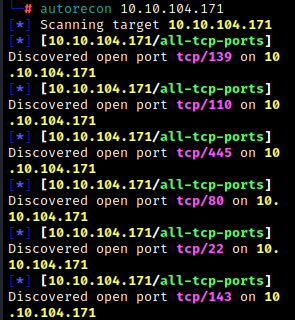 └─# autorecon 10.10.104.171
[*] Scanning target 10.10.104.171
[*] [10.10.104.171/all-tcp-ports]
Discovered open port tcp/139 on 10
.10.104.171
[*] [10.10.104.171/all-tcp-ports]
Discovered open port tcp/110 on 10
.10.104.171
[*] [10.10.104.171/all-tcp-ports]
Discovered open port tcp/445 on 10
.10.104.171
[*] [10.10.104.171/all-tcp-ports]
Discovered open port tcp/80 on 10.
10.104.171
[*] [10.10.104.171/all-tcp-ports]
Discovered open port tcp/22 on 10.
10.104.171
[*] [10.10.104.171/all-tcp-ports]
Discovered open port tcp/143 on 10
.10.104.171